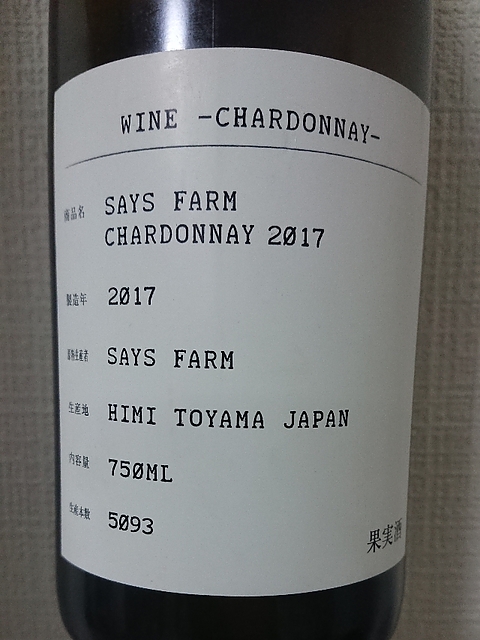 WINE -CHARDONNAY-
商品名 SAYS FARM
CHARDONNAY 2017
製造年 2017
SAYS FARM
生産地 HIMI TOYAMA JAPAN
内容量 750ML
生産本数 5093
果実酒